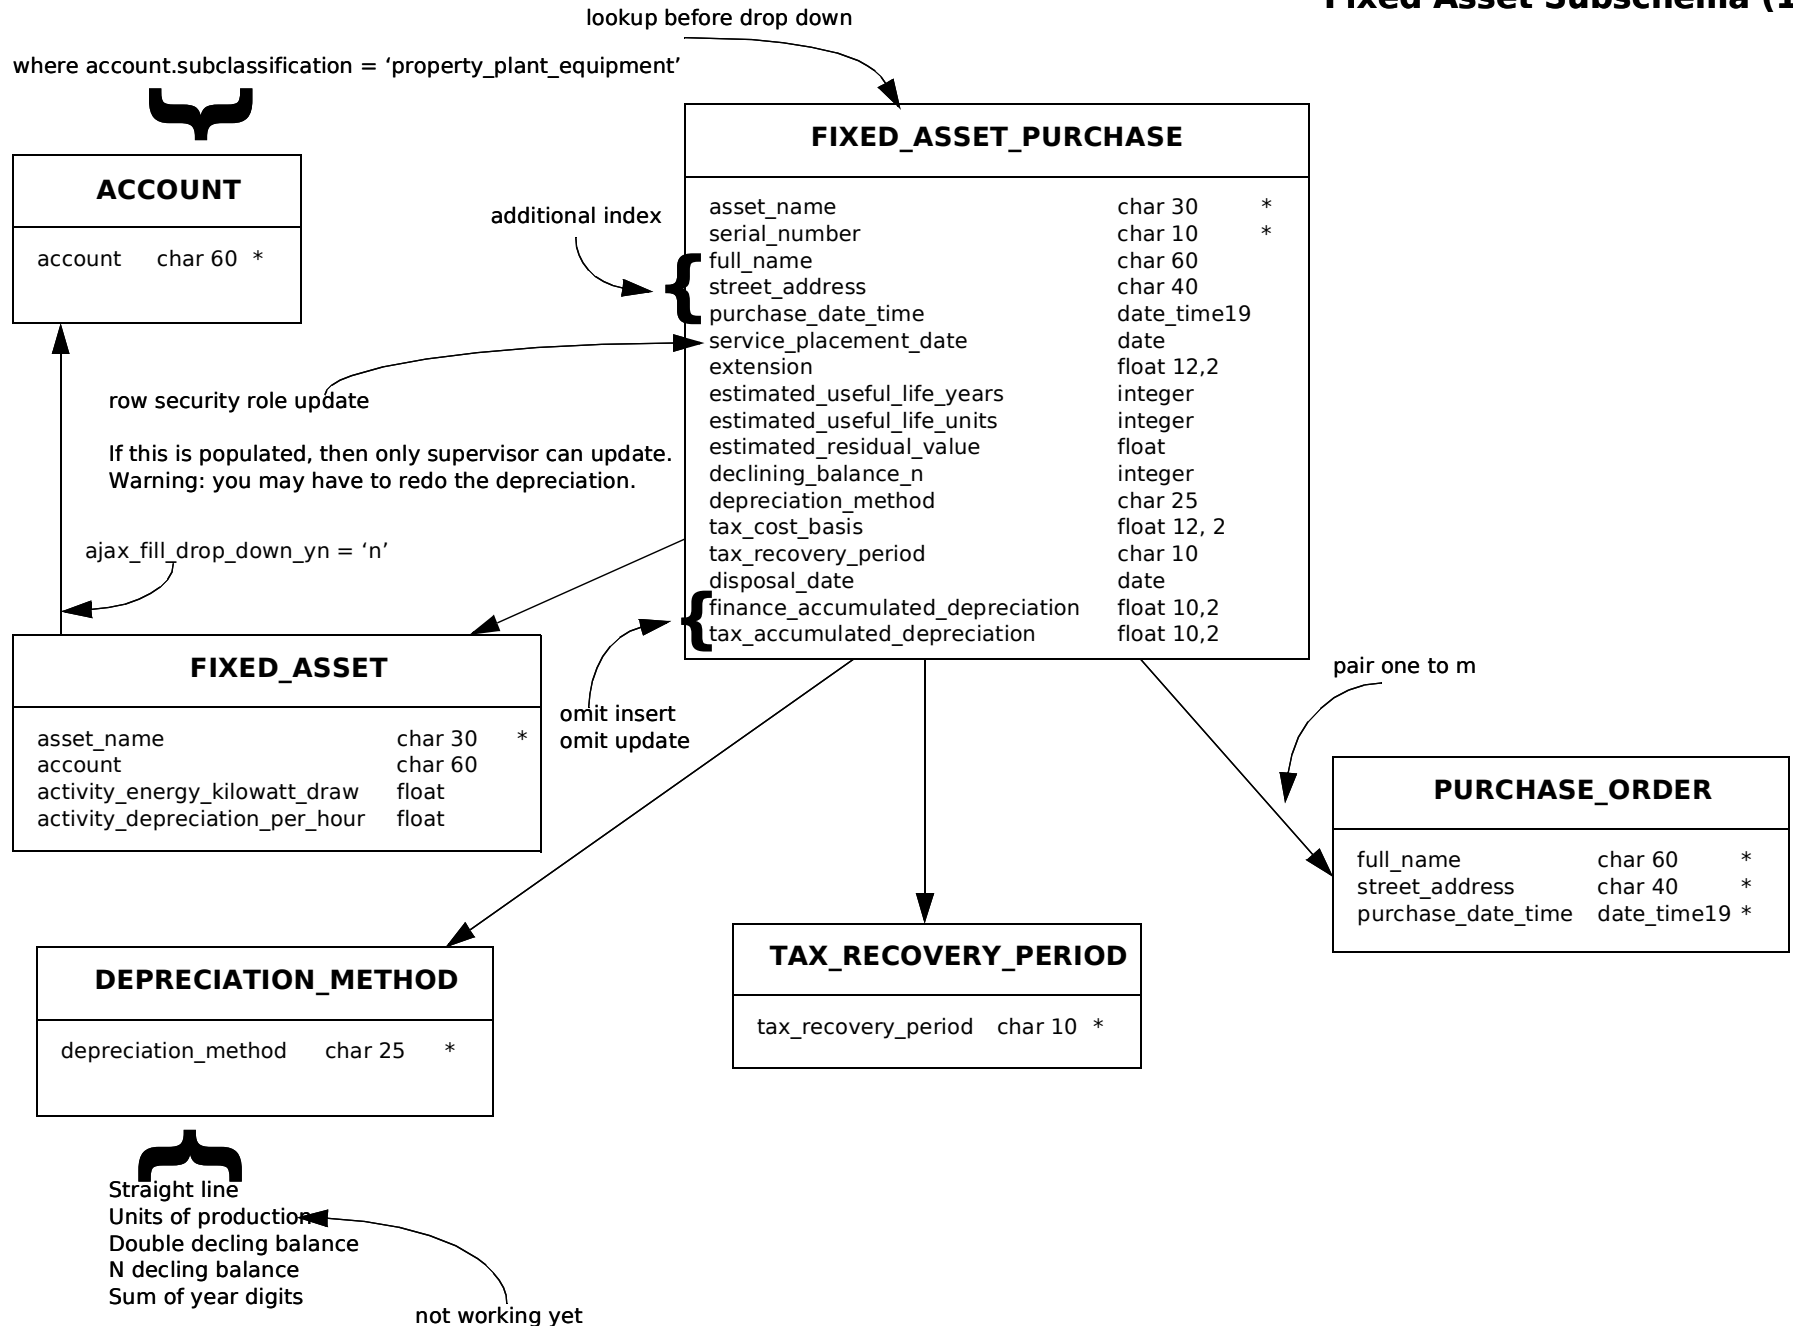 Fixed Asset Subschema (1
lookup before drop down
where account.subclassification = ‘property_plant_equipment’
FIXED_ASSET_PURCHASE
asset_name char 30 *
serial_number char 10 *
full_name char 60
street_address char 40
purchase_date_time date_time19
service_placement_date date
extension float 12,2
estimated_useful_life_years integer
estimated_useful_life_units integer
estimated_residual_value float
declining_balance_n integer
depreciation_method char 25
tax_cost_basis float 12, 2
tax_recovery_period char 10
disposal_date date
finance_accumulated_depreciation float 10,2
tax_accumulated_depreciation float 10,2
ACCOUNT
account char 60 *
additional index
row security role update
If this is populated, then only supervisor can update.
Warning: you may have to redo the depreciation.
ajax_fill_drop_down_yn = ‘n’
FIXED_ASSET
asset_name char 30 *
account char 60
activity_energy_kilowatt_draw float
activity_depreciation_per_hour float
omit insert
omit update
pair one to m
PURCHASE_ORDER
full_name char 60 *
street_address char 40 *
purchase_date_time date_time19 *
DEPRECIATION_METHOD
depreciation_method char 25 *
TAX_RECOVERY_PERIOD
tax_recovery_period char 10 *
Straight line
Units of production
Double decling balance
N decling balance
Sum of year digits
not working yet